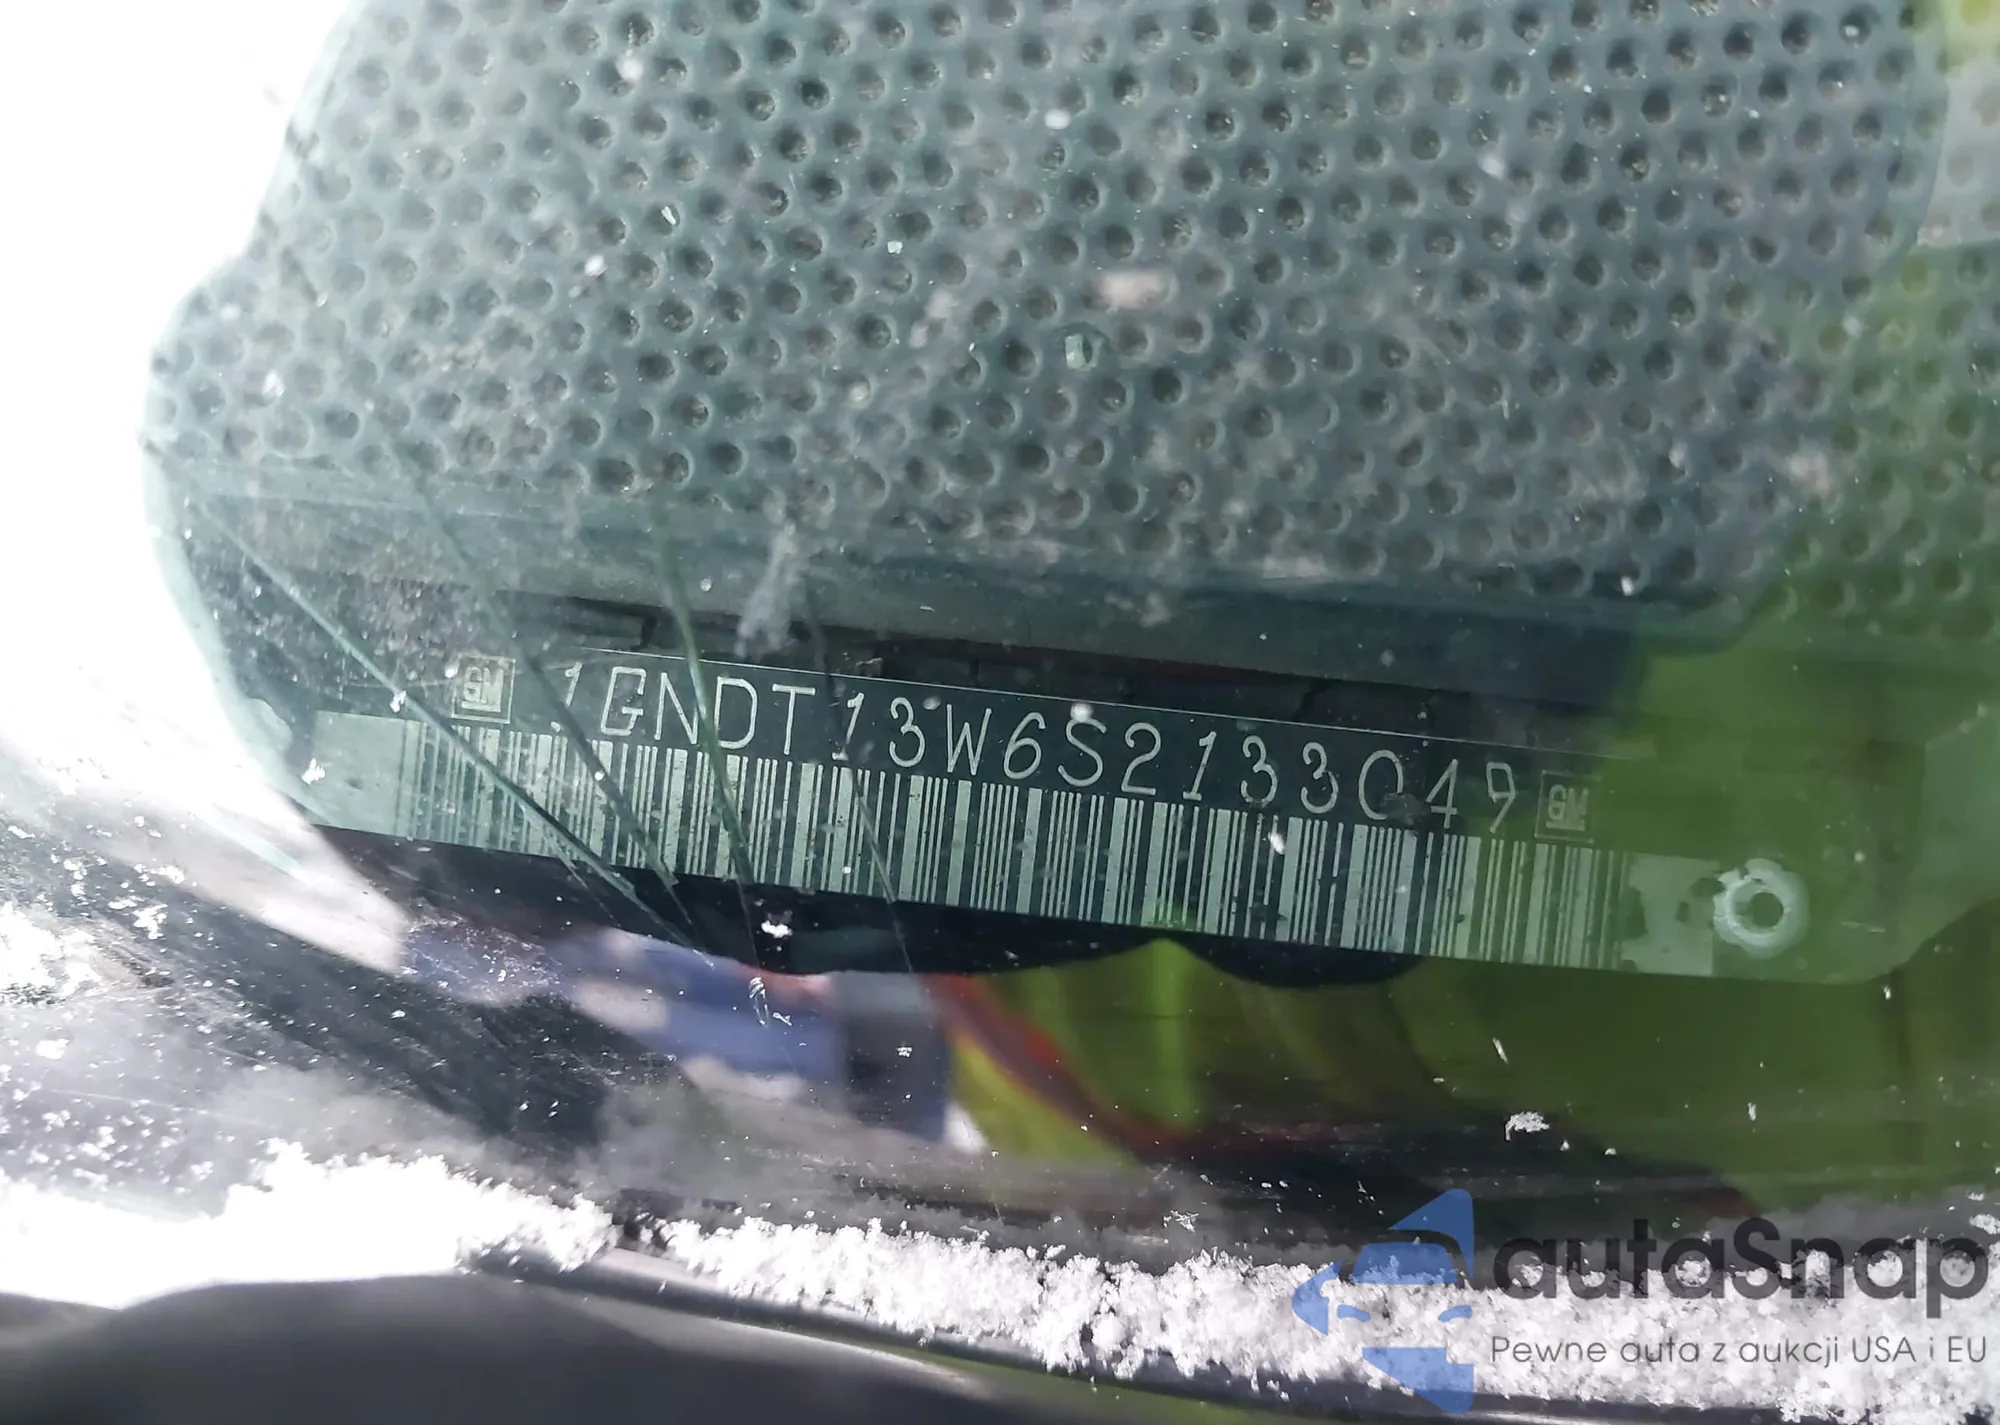 GM 1GNDT13W6S2133049 GM
autaSnap
Pewne auta z aukcji USA i EU